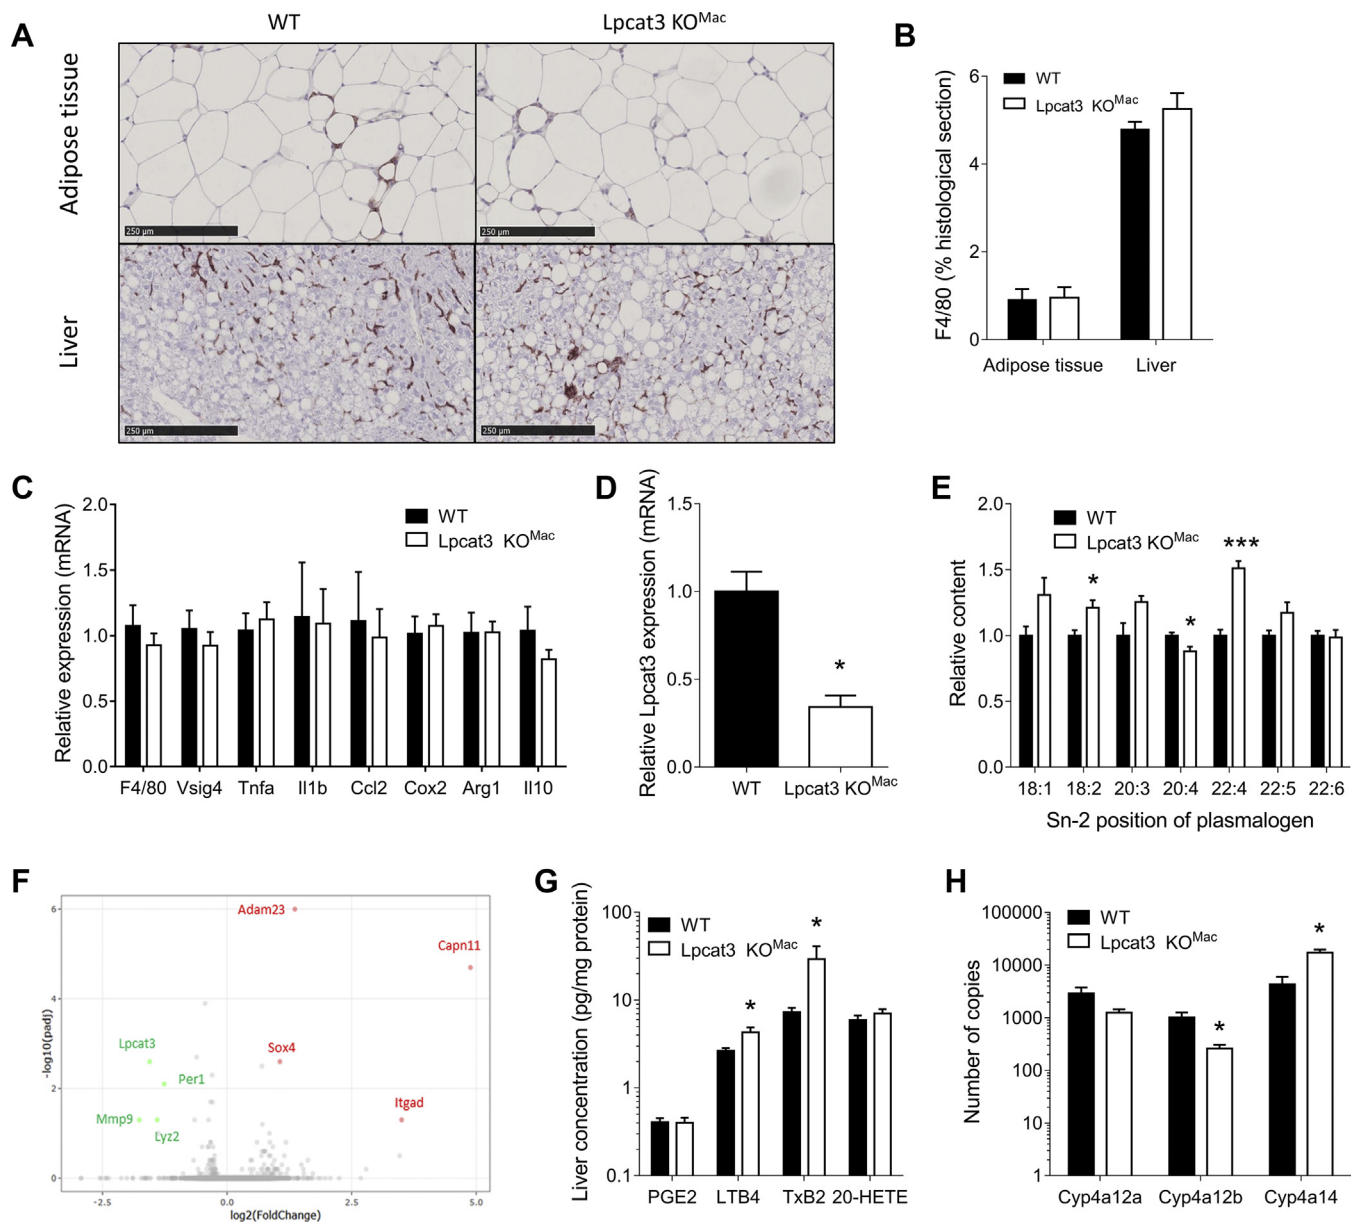 A
WT
Lpcat3 KO^Mac
Adipose tissue
Liver
250 µm
250 µm
250 µm
250 µm
B
F4/80 (% histological section)
6
4
2
0
WT
Lpcat3 KO^Mac
Adipose tissue
Liver
C
Relative expression (mRNA)
2.0
1.5
1.0
0.5
0.0
WT
Lpcat3 KO^Mac
F4/80 Vsig4 Tnfa Il1b Ccl2 Cox2 Arg1 Il10
D
Relative Lpcat3 expression (mRNA)
1.5
1.0
0.5
0.0
*
WT
Lpcat3 KO^Mac
E
Relative content
2.0
1.5
1.0
0.5
0.0
WT
Lpcat3 KO^Mac
*
*
***
18:1 18:2 20:3 20:4 22:4 22:5 22:6
Sn-2 position of plasmalogen
F
-log10(padj)
6
4
2
0
Adam23
Capn11
Lpcat3
Sox4
Per1
Mmp9
Lyz2
Itgad
-2.5 0.0 2.5 5.0
log2(FoldChange)
G
Liver concentration (pg/mg protein)
100
10
1
0.1
WT
Lpcat3 KO^Mac
*
*
PGE2 LTB4 TxB2 20-HETE
H
Number of copies
100000
10000
1000
100
10
1
WT
Lpcat3 KO^Mac
*
*
Cyp4a12a Cyp4a12b Cyp4a14